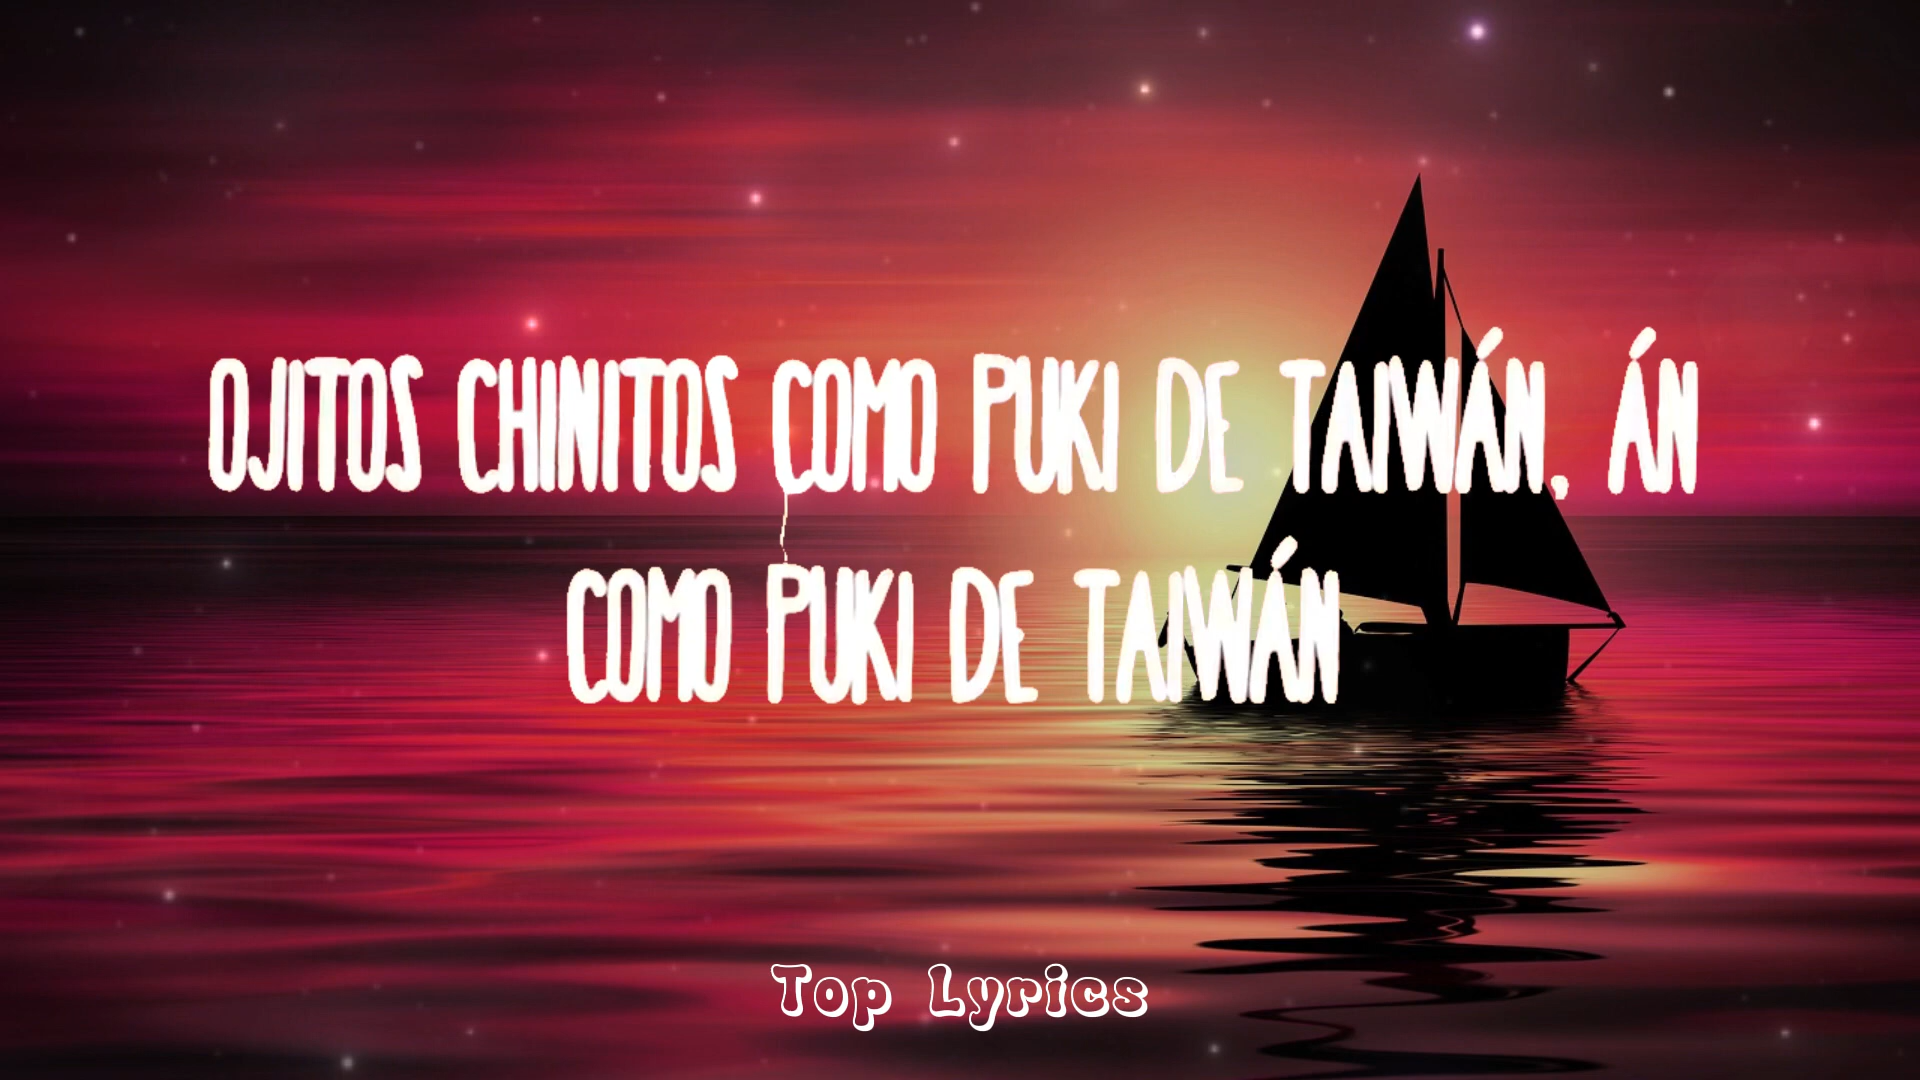 OJITOS CHINITOS COMO PUKI DE TAIWÁN, ÁN
COMO PUKI DE TAIWÁN
Top Lyrics